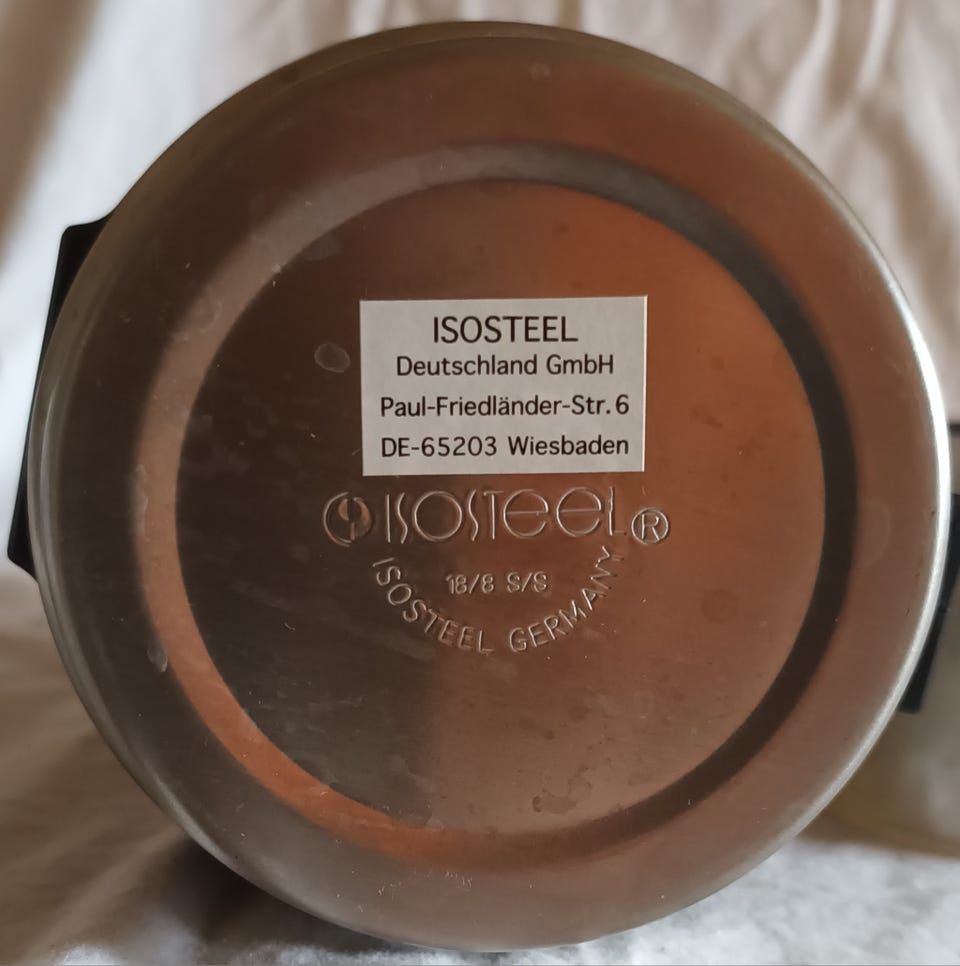 ISOSTEEL
Deutschland GmbH
Paul-Friedländer-Str. 6
DE-65203 Wiesbaden
ISOSTEEL ®
18/8 S/S
ISOSTEEL GERMANY